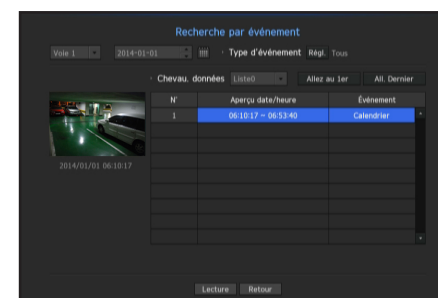 Recherche par événement
Voie 1 2014-01-01 · Type d'événement Régl. Tous
· Chevau. données Liste0 Allez au 1er All. Dernier
N° Aperçu date/heure Événement
1 06:10:17 ~ 06:53:40 Calendrier
2014/01/01 06:10:17
Lecture Retour